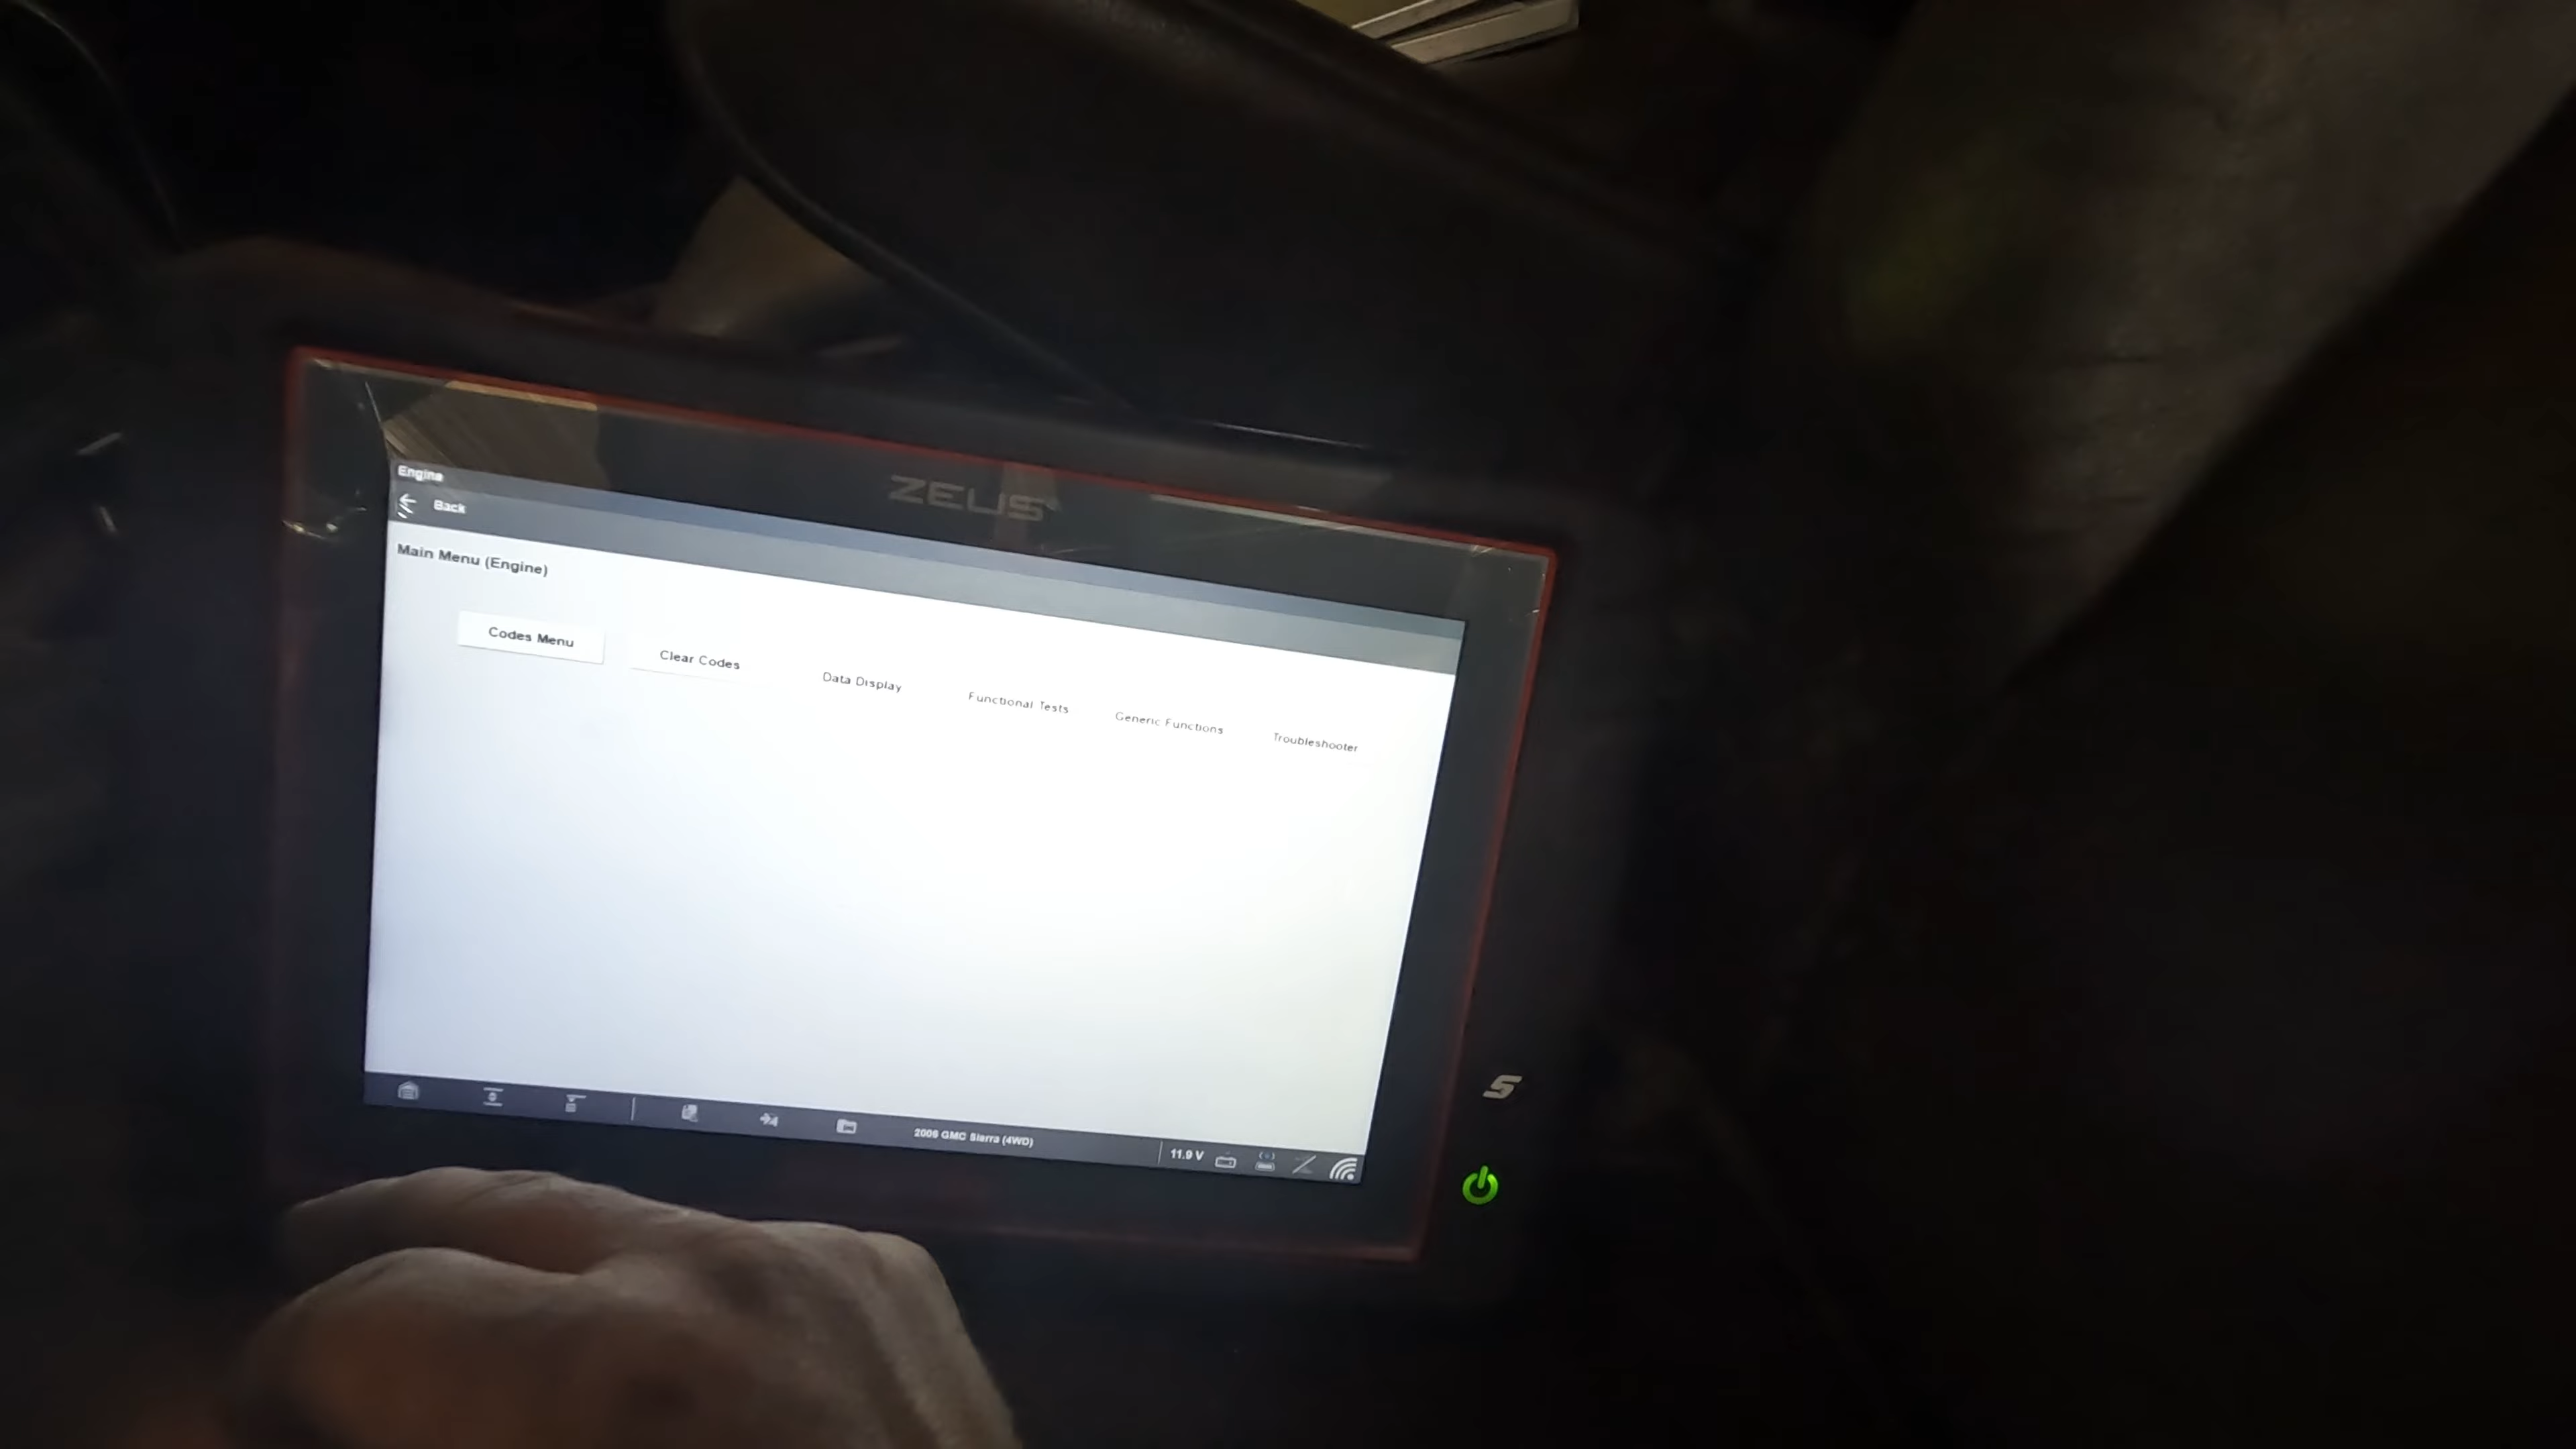 ZEUS
Engine
Back
Main Menu (Engine)
Codes Menu
Clear Codes
Data Display
Functional Tests
Generic Functions
Troubleshooter
2006 GMC Sierra (4WD)
11.9 V